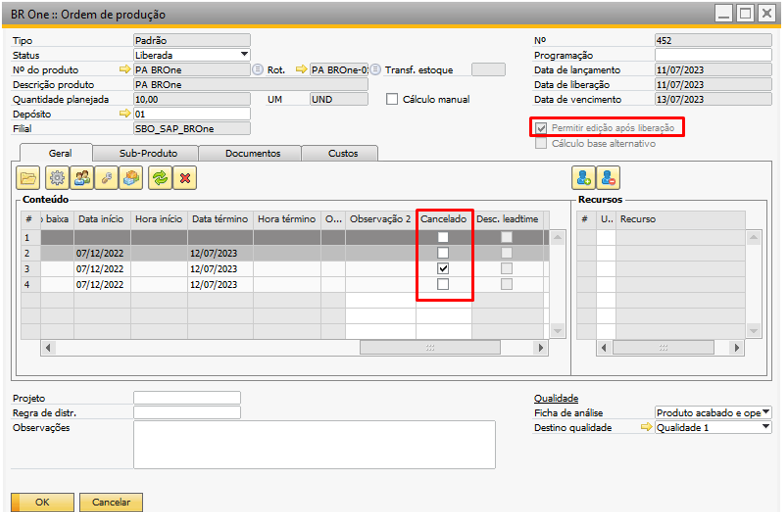 BR One :: Ordem de produção
Tipo Padrão Nº 452
Status Liberada Programação
Nº do produto PA BROne Rot. PA BROne-0: Transf. estoque Data de lançamento 11/07/2023
Descrição produto PA BROne Data de liberação 11/07/2023
Quantidade planejada 10,00 UM UND Cálculo manual Data de vencimento 13/07/2023
Depósito 01
Filial SBO_SAP_BROne Permitir edição após liberação
Cálculo base alternativo
Geral Sub-Produto Documentos Custos
Conteúdo Recursos
# baixa Data início Hora início Data término Hora término O... Observação 2 Cancelado Desc. leadtime # U.. Recurso
1
2 07/12/2022 12/07/2023
3 07/12/2022 12/07/2023
4 07/12/2022 12/07/2023
Projeto Qualidade
Regra de distr. Ficha de análise Produto acabado e ope
Observações Destino qualidade Qualidade 1
OK Cancelar